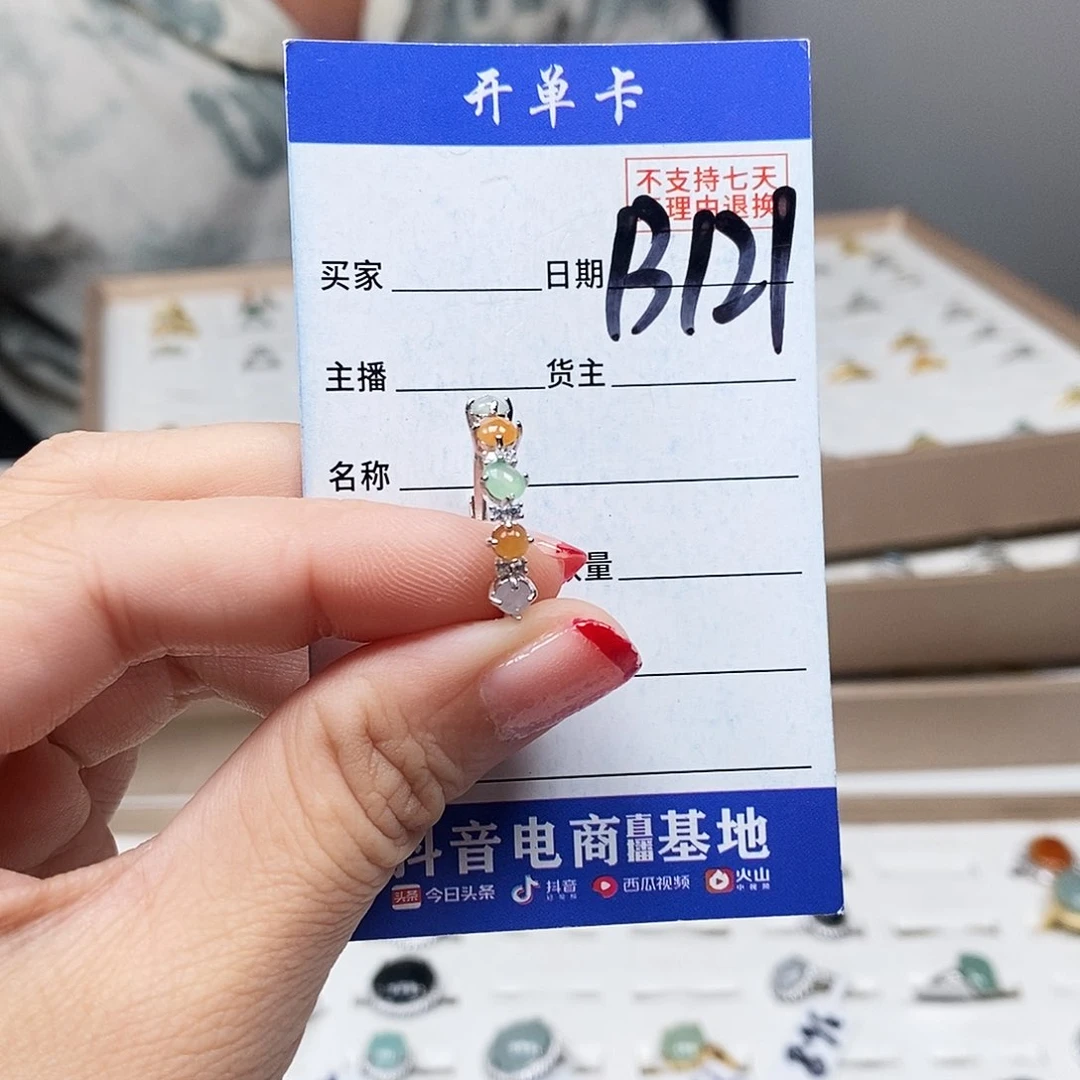 开单卡
不支持七天
理由退换
B121
买家 日期
主播 货主
名称
量
抖音电商直播基地
头条 今日头条 抖音 西瓜视频 火山